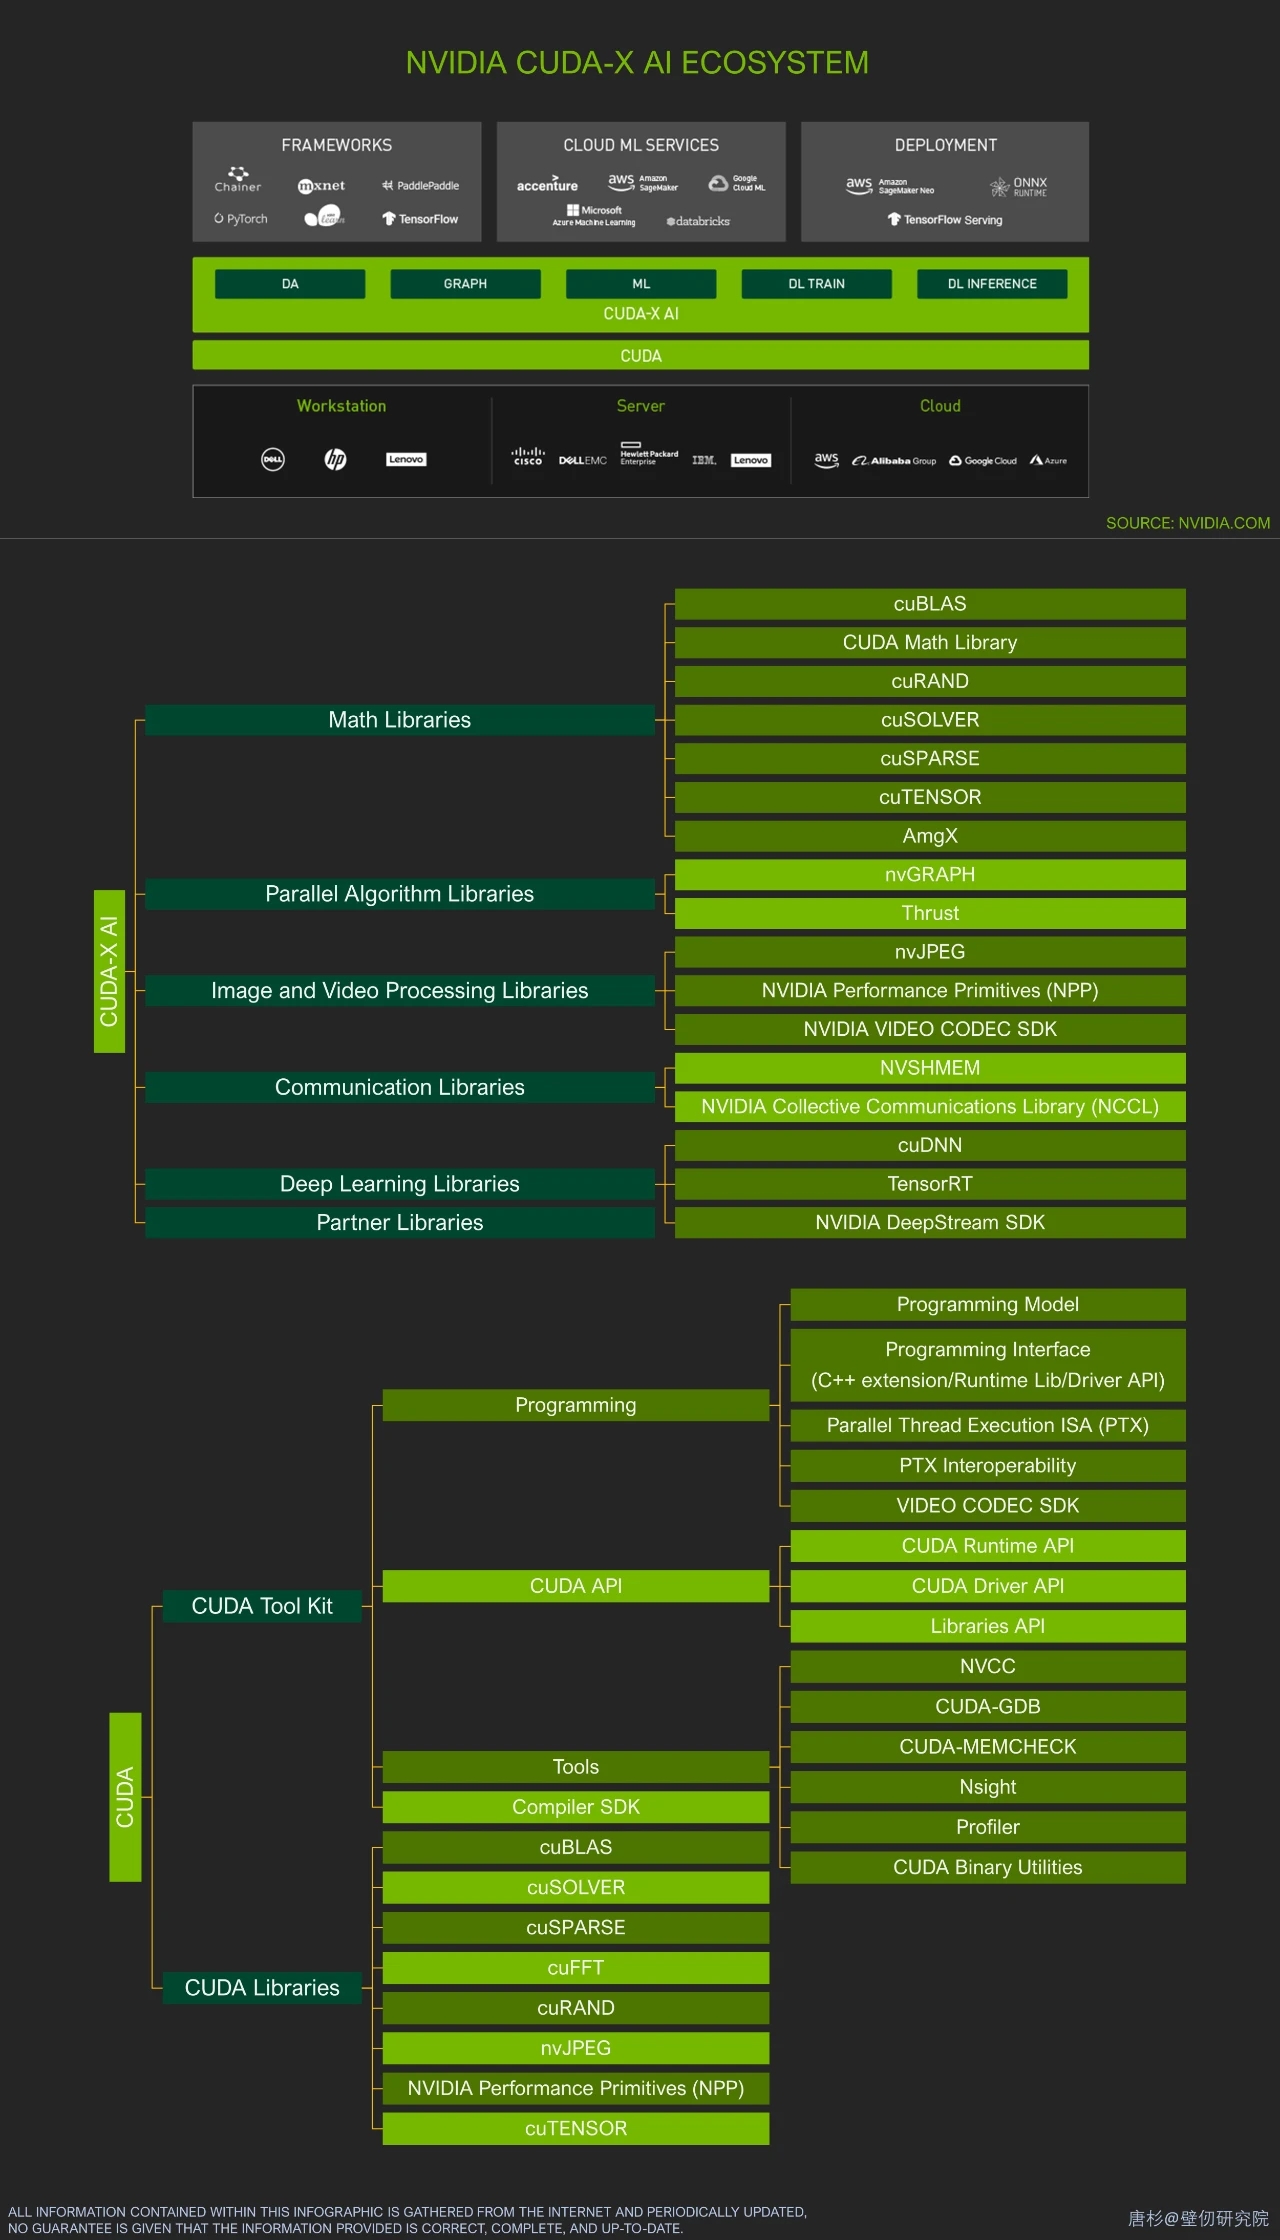 NVIDIA CUDA-X AI ECOSYSTEM
FRAMEWORKS
Chainer
mxnet
PaddlePaddle
PyTorch
learn
TensorFlow
CLOUD ML SERVICES
accenture
aws Amazon SageMaker
Google Cloud ML
Microsoft Azure Machine Learning
databricks
DEPLOYMENT
aws Amazon SageMaker Neo
ONNX RUNTIME
TensorFlow Serving
DA
GRAPH
ML
DL TRAIN
DL INFERENCE
CUDA-X AI
CUDA
Workstation
DELL
hp
Lenovo
Server
CISCO
DELLEMC
Hewlett Packard Enterprise
IBM.
Lenovo
Cloud
aws
Alibaba Group
Google Cloud
Azure
SOURCE: NVIDIA.COM
CUDA-X AI
Math Libraries
cuBLAS
CUDA Math Library
cuRAND
cuSOLVER
cuSPARSE
cuTENSOR
AmgX
Parallel Algorithm Libraries
nvGRAPH
Thrust
Image and Video Processing Libraries
nvJPEG
NVIDIA Performance Primitives (NPP)
NVIDIA VIDEO CODEC SDK
Communication Libraries
NVSHMEM
NVIDIA Collective Communications Library (NCCL)
Deep Learning Libraries
cuDNN
TensorRT
NVIDIA DeepStream SDK
Partner Libraries
CUDA
CUDA Tool Kit
Programming
Programming Model
Programming Interface
(C++ extension/Runtime Lib/Driver API)
Parallel Thread Execution ISA (PTX)
PTX Interoperability
VIDEO CODEC SDK
CUDA API
CUDA Runtime API
CUDA Driver API
Libraries API
Tools
NVCC
CUDA-GDB
CUDA-MEMCHECK
Nsight
Profiler
CUDA Binary Utilities
Compiler SDK
CUDA Libraries
cuBLAS
cuSOLVER
cuSPARSE
cuFFT
cuRAND
nvJPEG
NVIDIA Performance Primitives (NPP)
cuTENSOR
ALL INFORMATION CONTAINED WITHIN THIS INFOGRAPHIC IS GATHERED FROM THE INTERNET AND PERIODICALLY UPDATED,
NO GUARANTEE IS GIVEN THAT THE INFORMATION PROVIDED IS CORRECT, COMPLETE, AND UP-TO-DATE.
唐杉@壁仞研究院